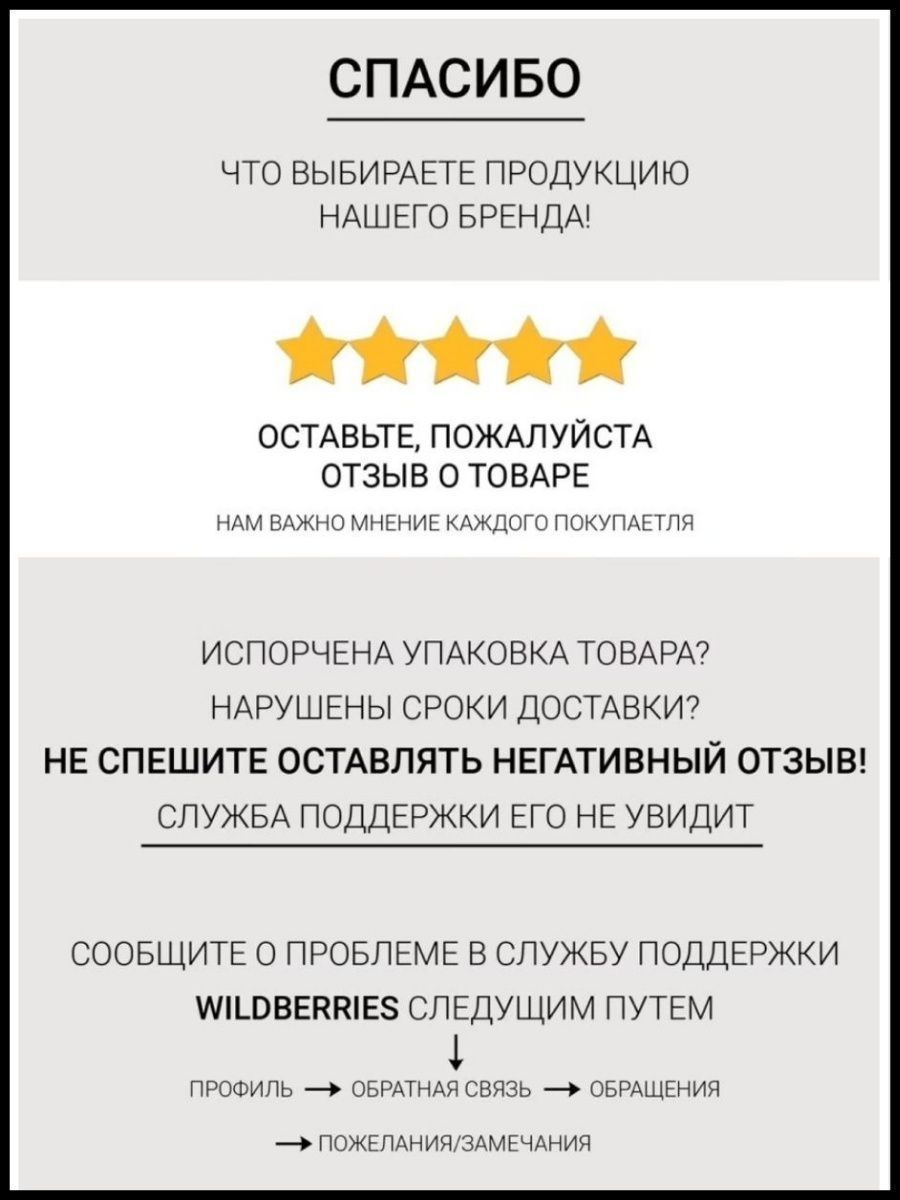 СПАСИБО
ЧТО ВЫБИРАЕТЕ ПРОДУКЦИЮ
НАШЕГО БРЕНДА!
ОСТАВЬТЕ, ПОЖАЛУЙСТА
ОТЗЫВ О ТОВАРЕ
НАМ ВАЖНО МНЕНИЕ КАЖДОГО ПОКУПАЕТЛЯ
ИСПОРЧЕНА УПАКОВКА ТОВАРА?
НАРУШЕНЫ СРОКИ ДОСТАВКИ?
НЕ СПЕШИТЕ ОСТАВЛЯТЬ НЕГАТИВНЫЙ ОТЗЫВ!
СЛУЖБА ПОДДЕРЖКИ ЕГО НЕ УВИДИТ
СООБЩИТЕ О ПРОБЛЕМЕ В СЛУЖБУ ПОДДЕРЖКИ
WILDBERRIES СЛЕДУЩИМ ПУТЕМ
ПРОФИЛЬ → ОБРАТНАЯ СВЯЗЬ → ОБРАЩЕНИЯ
→ ПОЖЕЛАНИЯ/ЗАМЕЧАНИЯ